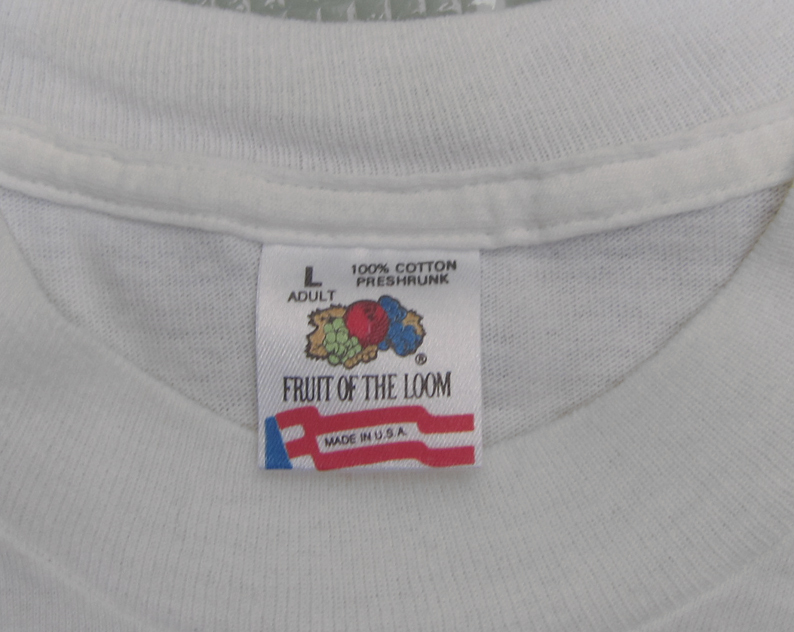 L
ADULT
100% COTTON
PRESHRUNK
®
FRUIT OF THE LOOM
MADE IN U.S.A.